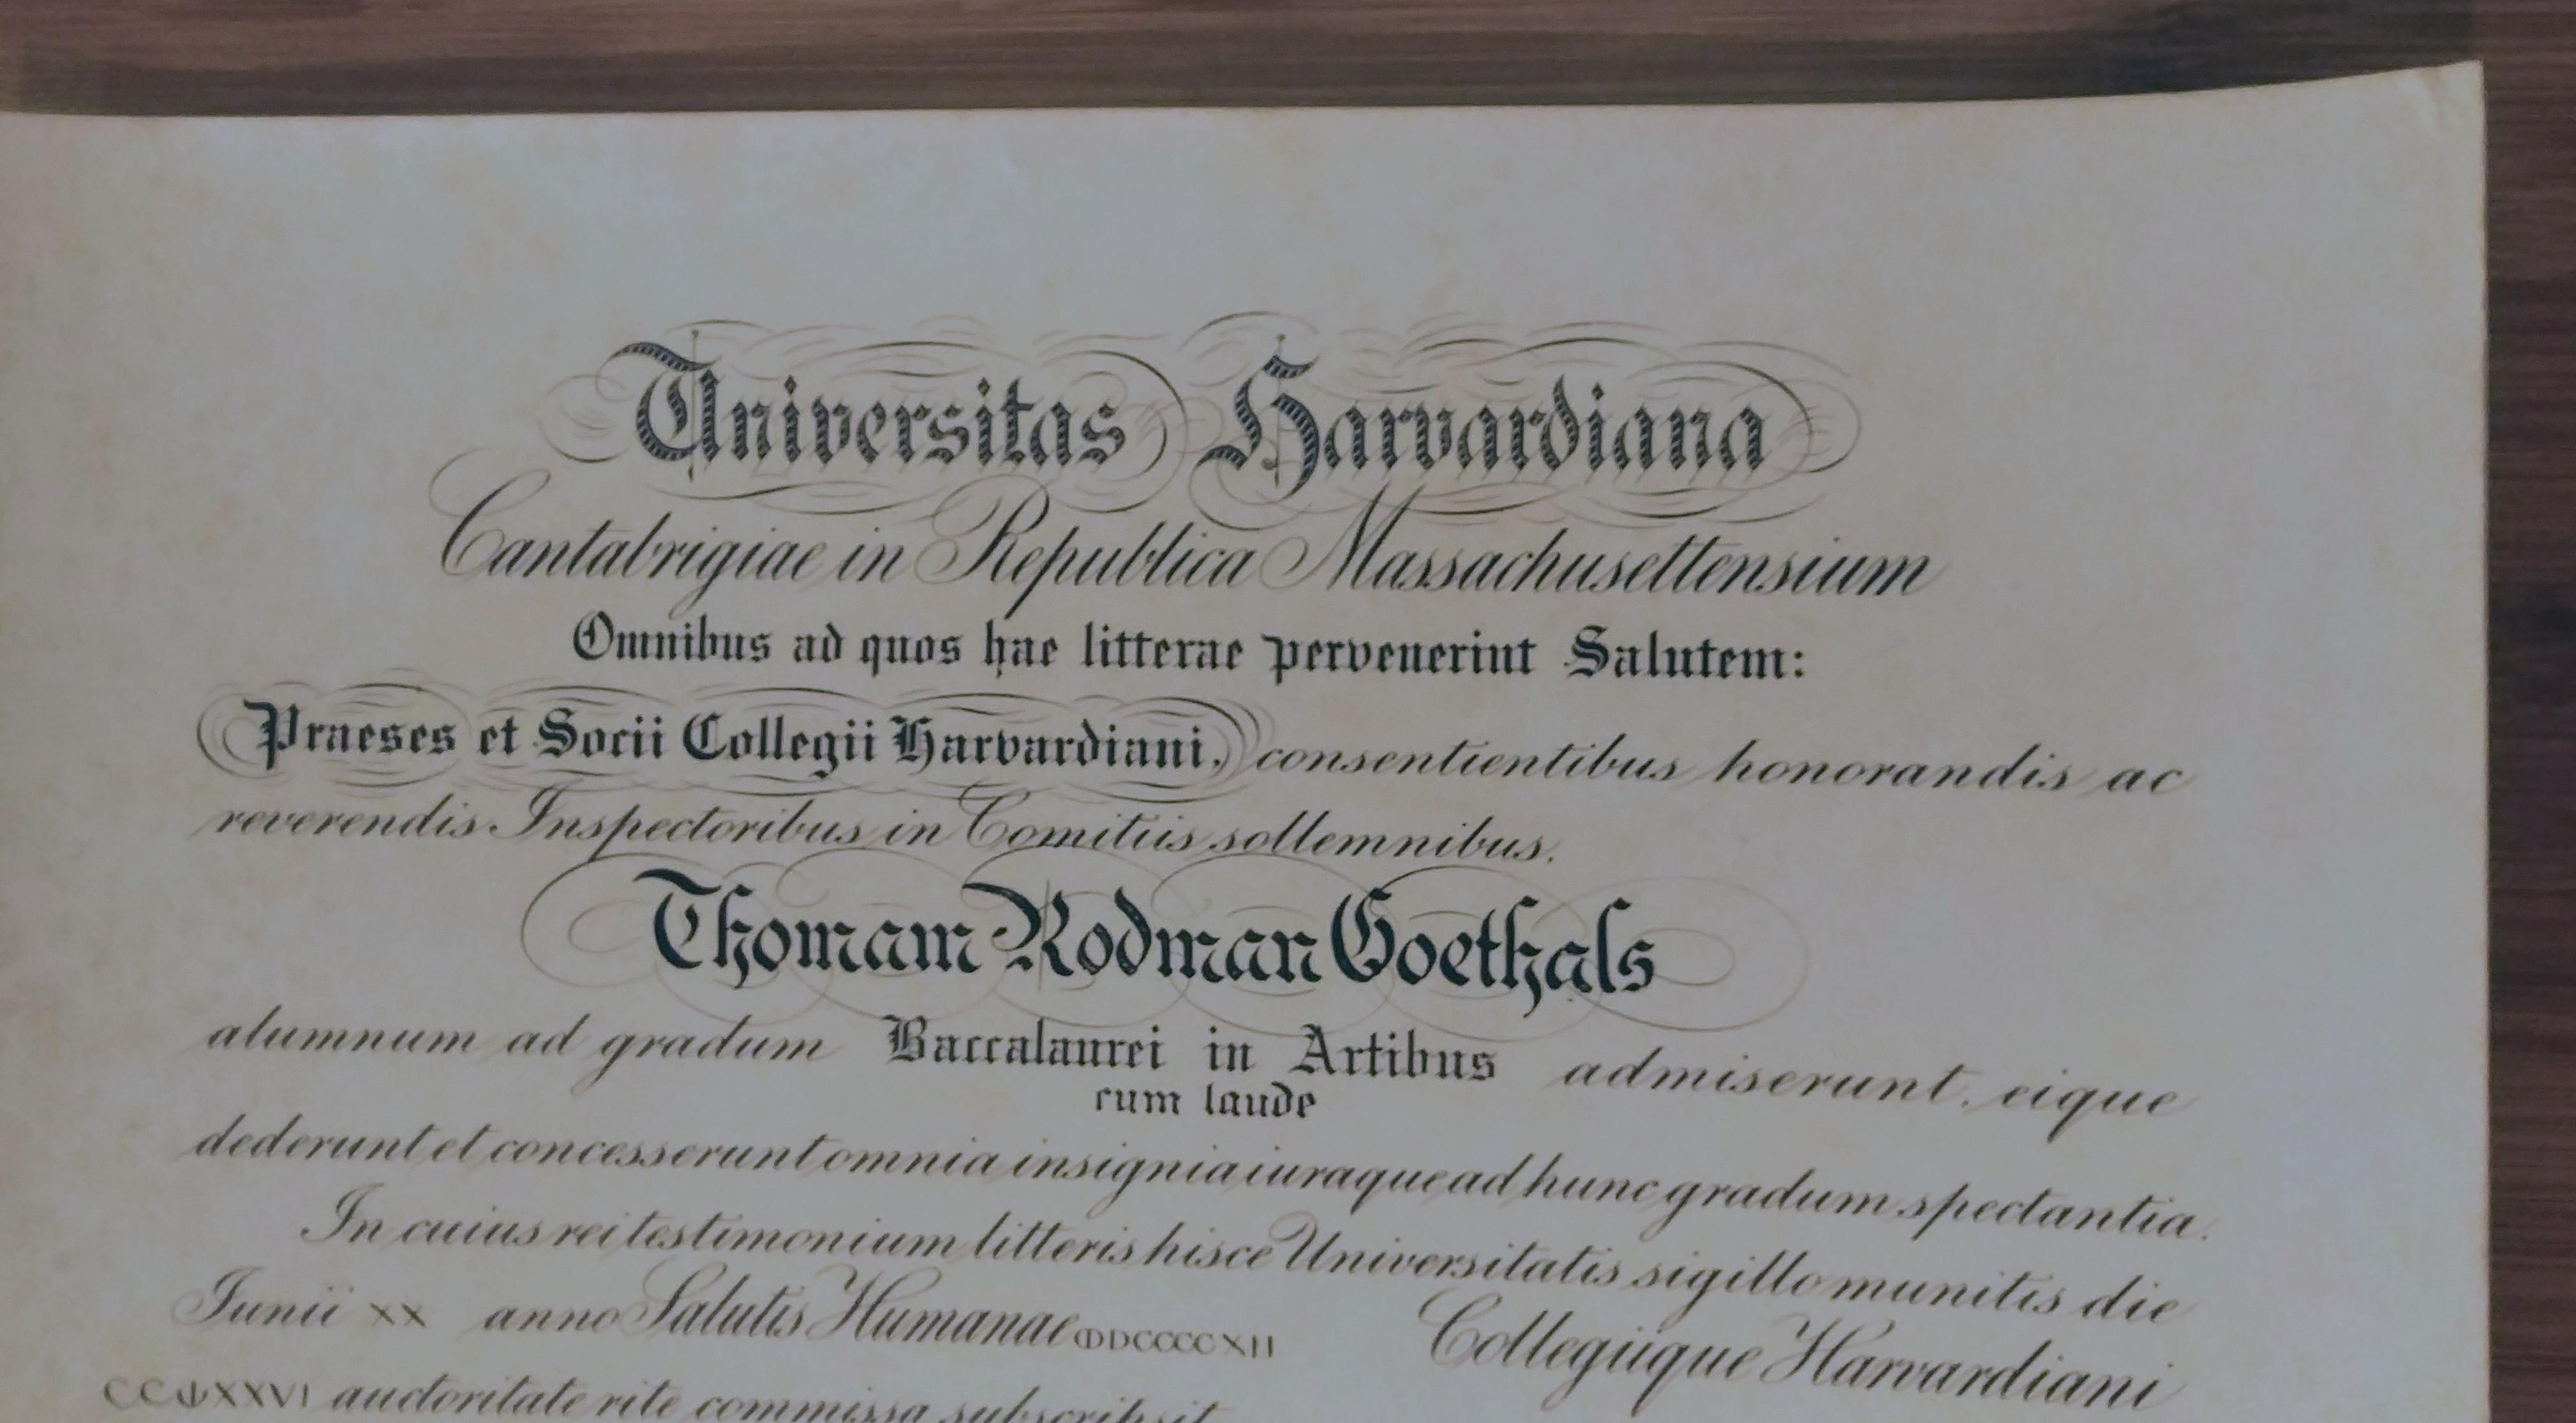 Universitas Harvardiana
Cantabrigiae in Republica Massachusettensium
Omnibus ad quos hae litterae pervenerint Salutem:
Praeses et Socii Collegii Harvardiani, consentientibus honorandis ac
reverendis Inspectoribus in Comitiis sollemnibus.
Thomam Rodman Goethals
alumnum ad gradum Baccalaurei in Artibus admiserunt, eique
cum laude
dederunt et concesserunt omnia insignia iuraque ad hunc gradum spectantia.
In cuius rei testimonium litteris hisce Universitatis sigillo munitis die
Iunii XX anno Salutis Humanae ↀDCCCCXII Collegiique Harvardiani
CCↆXXVI auctoritate rite commissa subscripsit